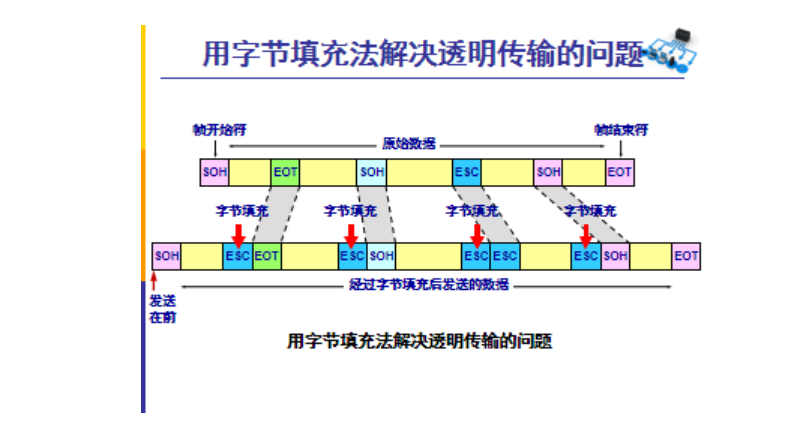 用字节填充法解决透明传输的问题
帧开始符 原始数据 帧结束符
SOH EOT SOH ESC SOH EOT
字节填充 字节填充 字节填充 字节填充
SOH ESC EOT ESC SOH ESC ESC ESC SOH EOT
经过字节填充后发送的数据
发送
在前
用字节填充法解决透明传输的问题